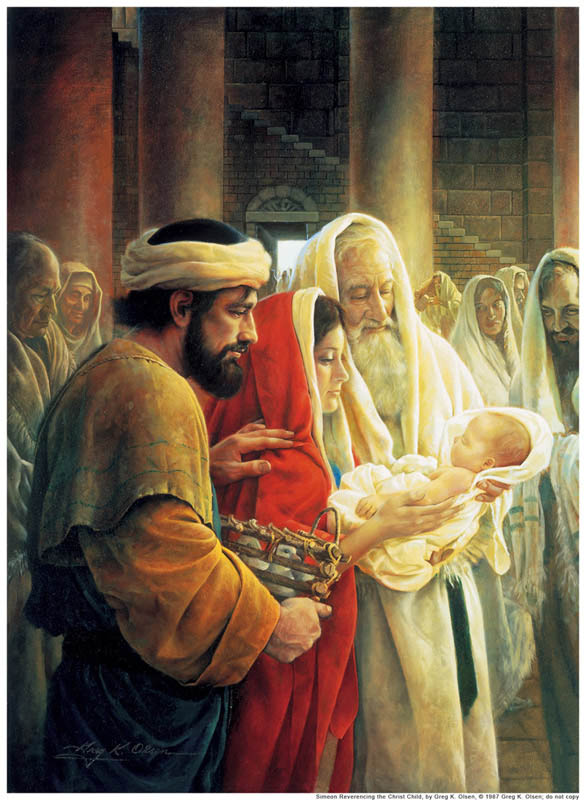 Greg K. Olsen
Simeon Reverencing the Christ Child, by Greg K. Olsen, © 1987 Greg K. Olsen; do not copy